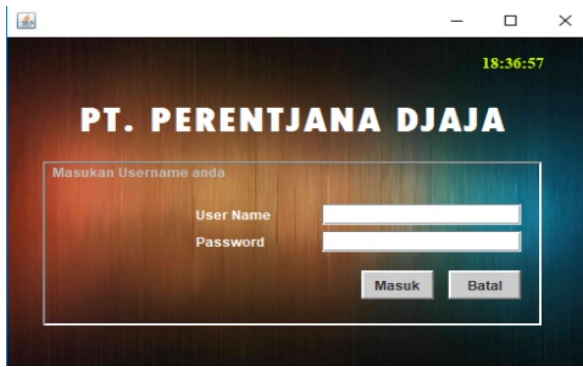 18:36:57
PT. PERENTJANA DJAJA
Masukan Username anda
User Name
Password
Masuk Batal